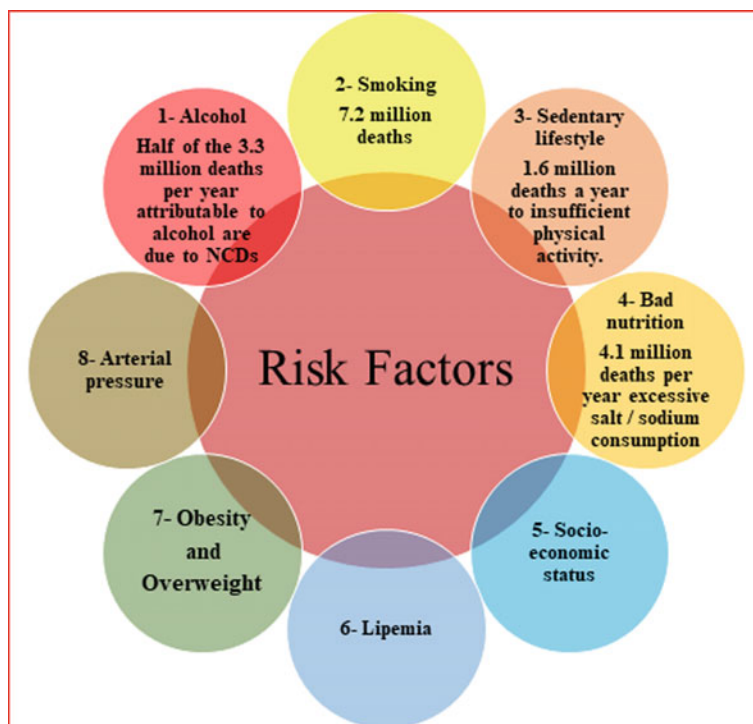 2- Smoking
7.2 million
deaths
1- Alcohol
Half of the 3.3
million deaths
per year
attributable to
alcohol are
due to NCDs
3- Sedentary
lifestyle
1.6 million
deaths a year
to insufficient
physical
activity.
4- Bad
nutrition
4.1 million
deaths per
year excessive
salt / sodium
consumption
8- Arterial
pressure
Risk Factors
7- Obesity
and
Overweight
5- Socio-
economic
status
6- Lipemia